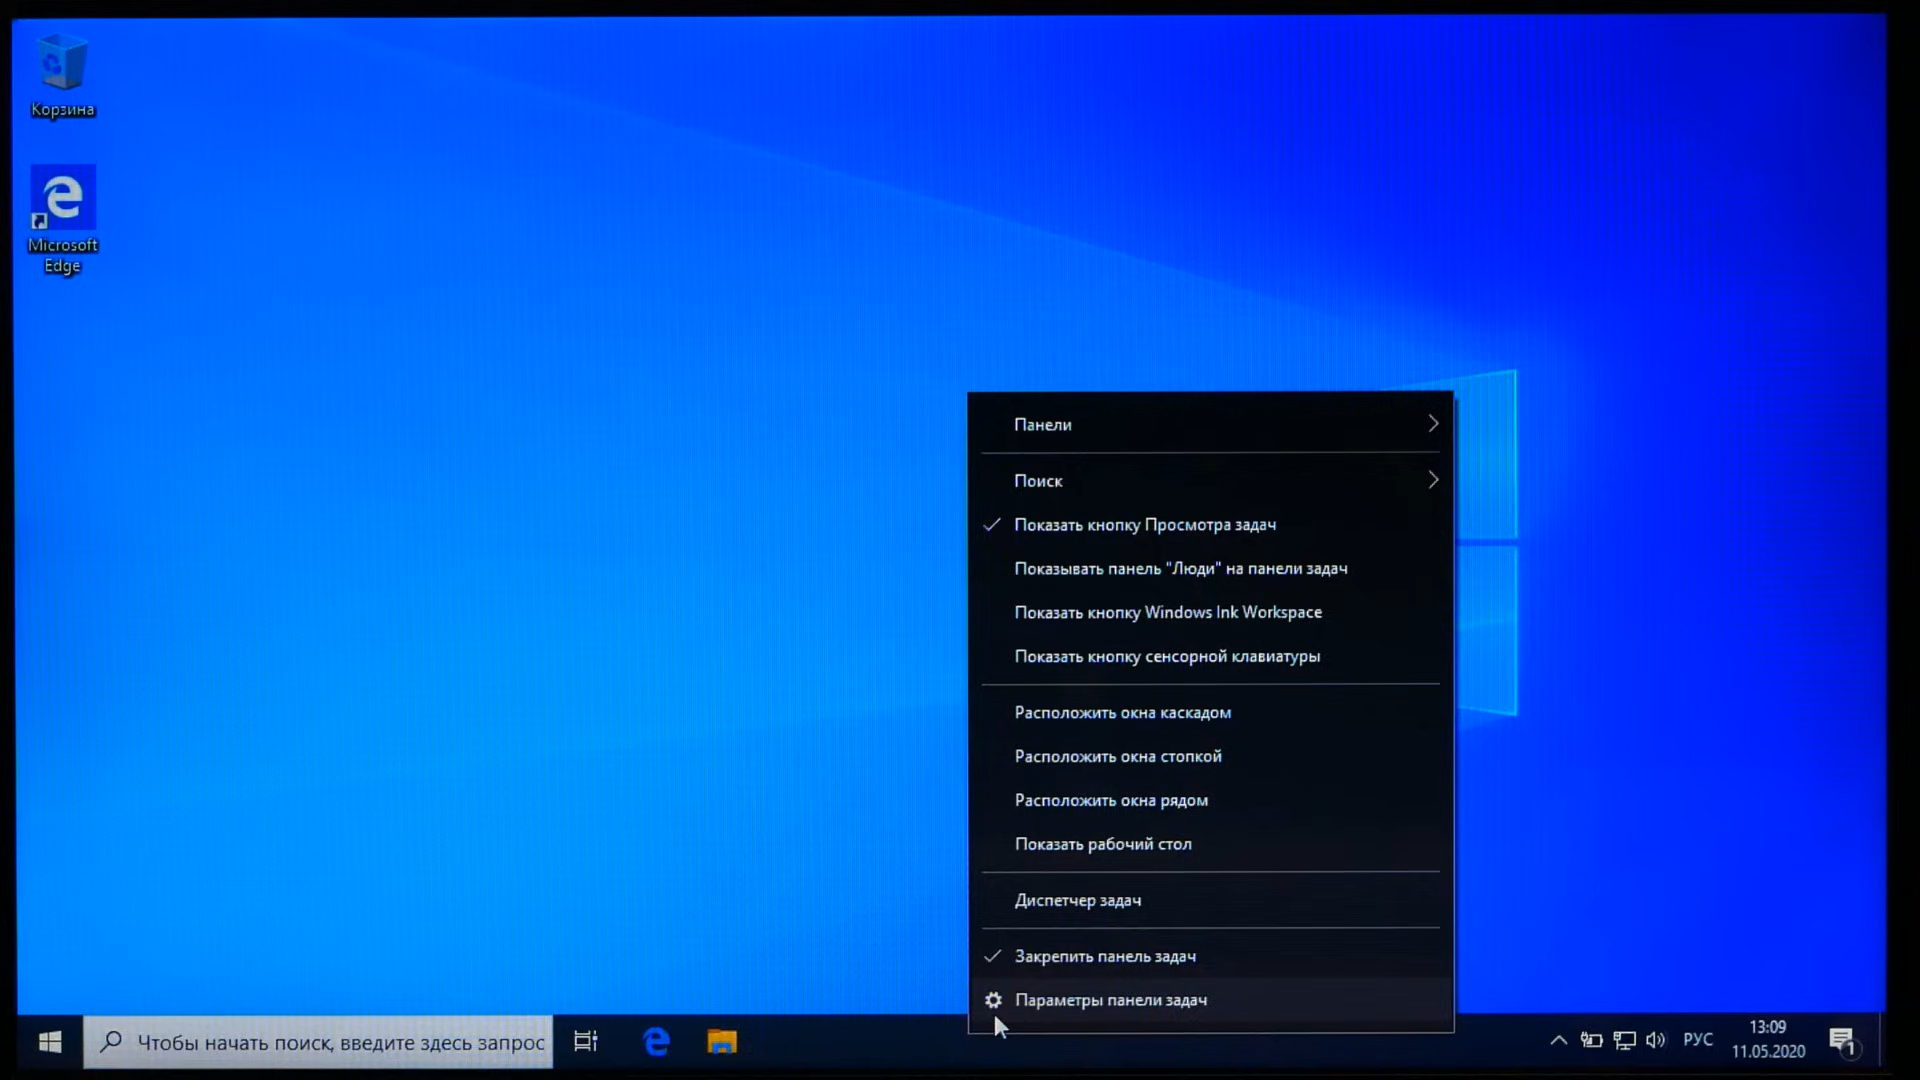 Корзина
Microsoft
Edge
Панели
Поиск
Показать кнопку Просмотра задач
Показывать панель "Люди" на панели задач
Показать кнопку Windows Ink Workspace
Показать кнопку сенсорной клавиатуры
Расположить окна каскадом
Расположить окна стопкой
Расположить окна рядом
Показать рабочий стол
Диспетчер задач
Закрепить панель задач
Параметры панели задач
Чтобы начать поиск, введите здесь запрос
РУС
13:09
11.05.2020
1